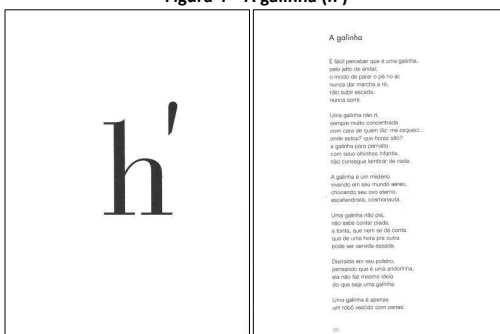 Figura 4 – A galinha (h')
h'
A galinha
É fácil perceber que é uma galinha,
pelo jeito de andar,
o modo de parar o pé no ar,
nunca dar marcha a ré,
não subir escada,
nunca sorrir.
Uma galinha não ri,
sempre muito concentrada
com cara de quem diz: me esqueci...
onde estou? que horas são?
a galinha para pernalta
com seus olhinhos infantis,
não consegue lembrar de nada.
A galinha é um mistério
vivendo em seu mundo aéreo,
chocando seu ovo eterno,
escafandrista, cosmonauta.
Uma galinha não pia,
não sabe contar piada,
a tonta, que nem se dá conta
que de uma hora pra outra
pode ser servida assada.
Distraída em seu poleiro,
pensando que é uma andorinha,
ela não faz mesmo ideia
do que seja uma galinha.
Uma galinha é apenas
um robô vestido com penas.